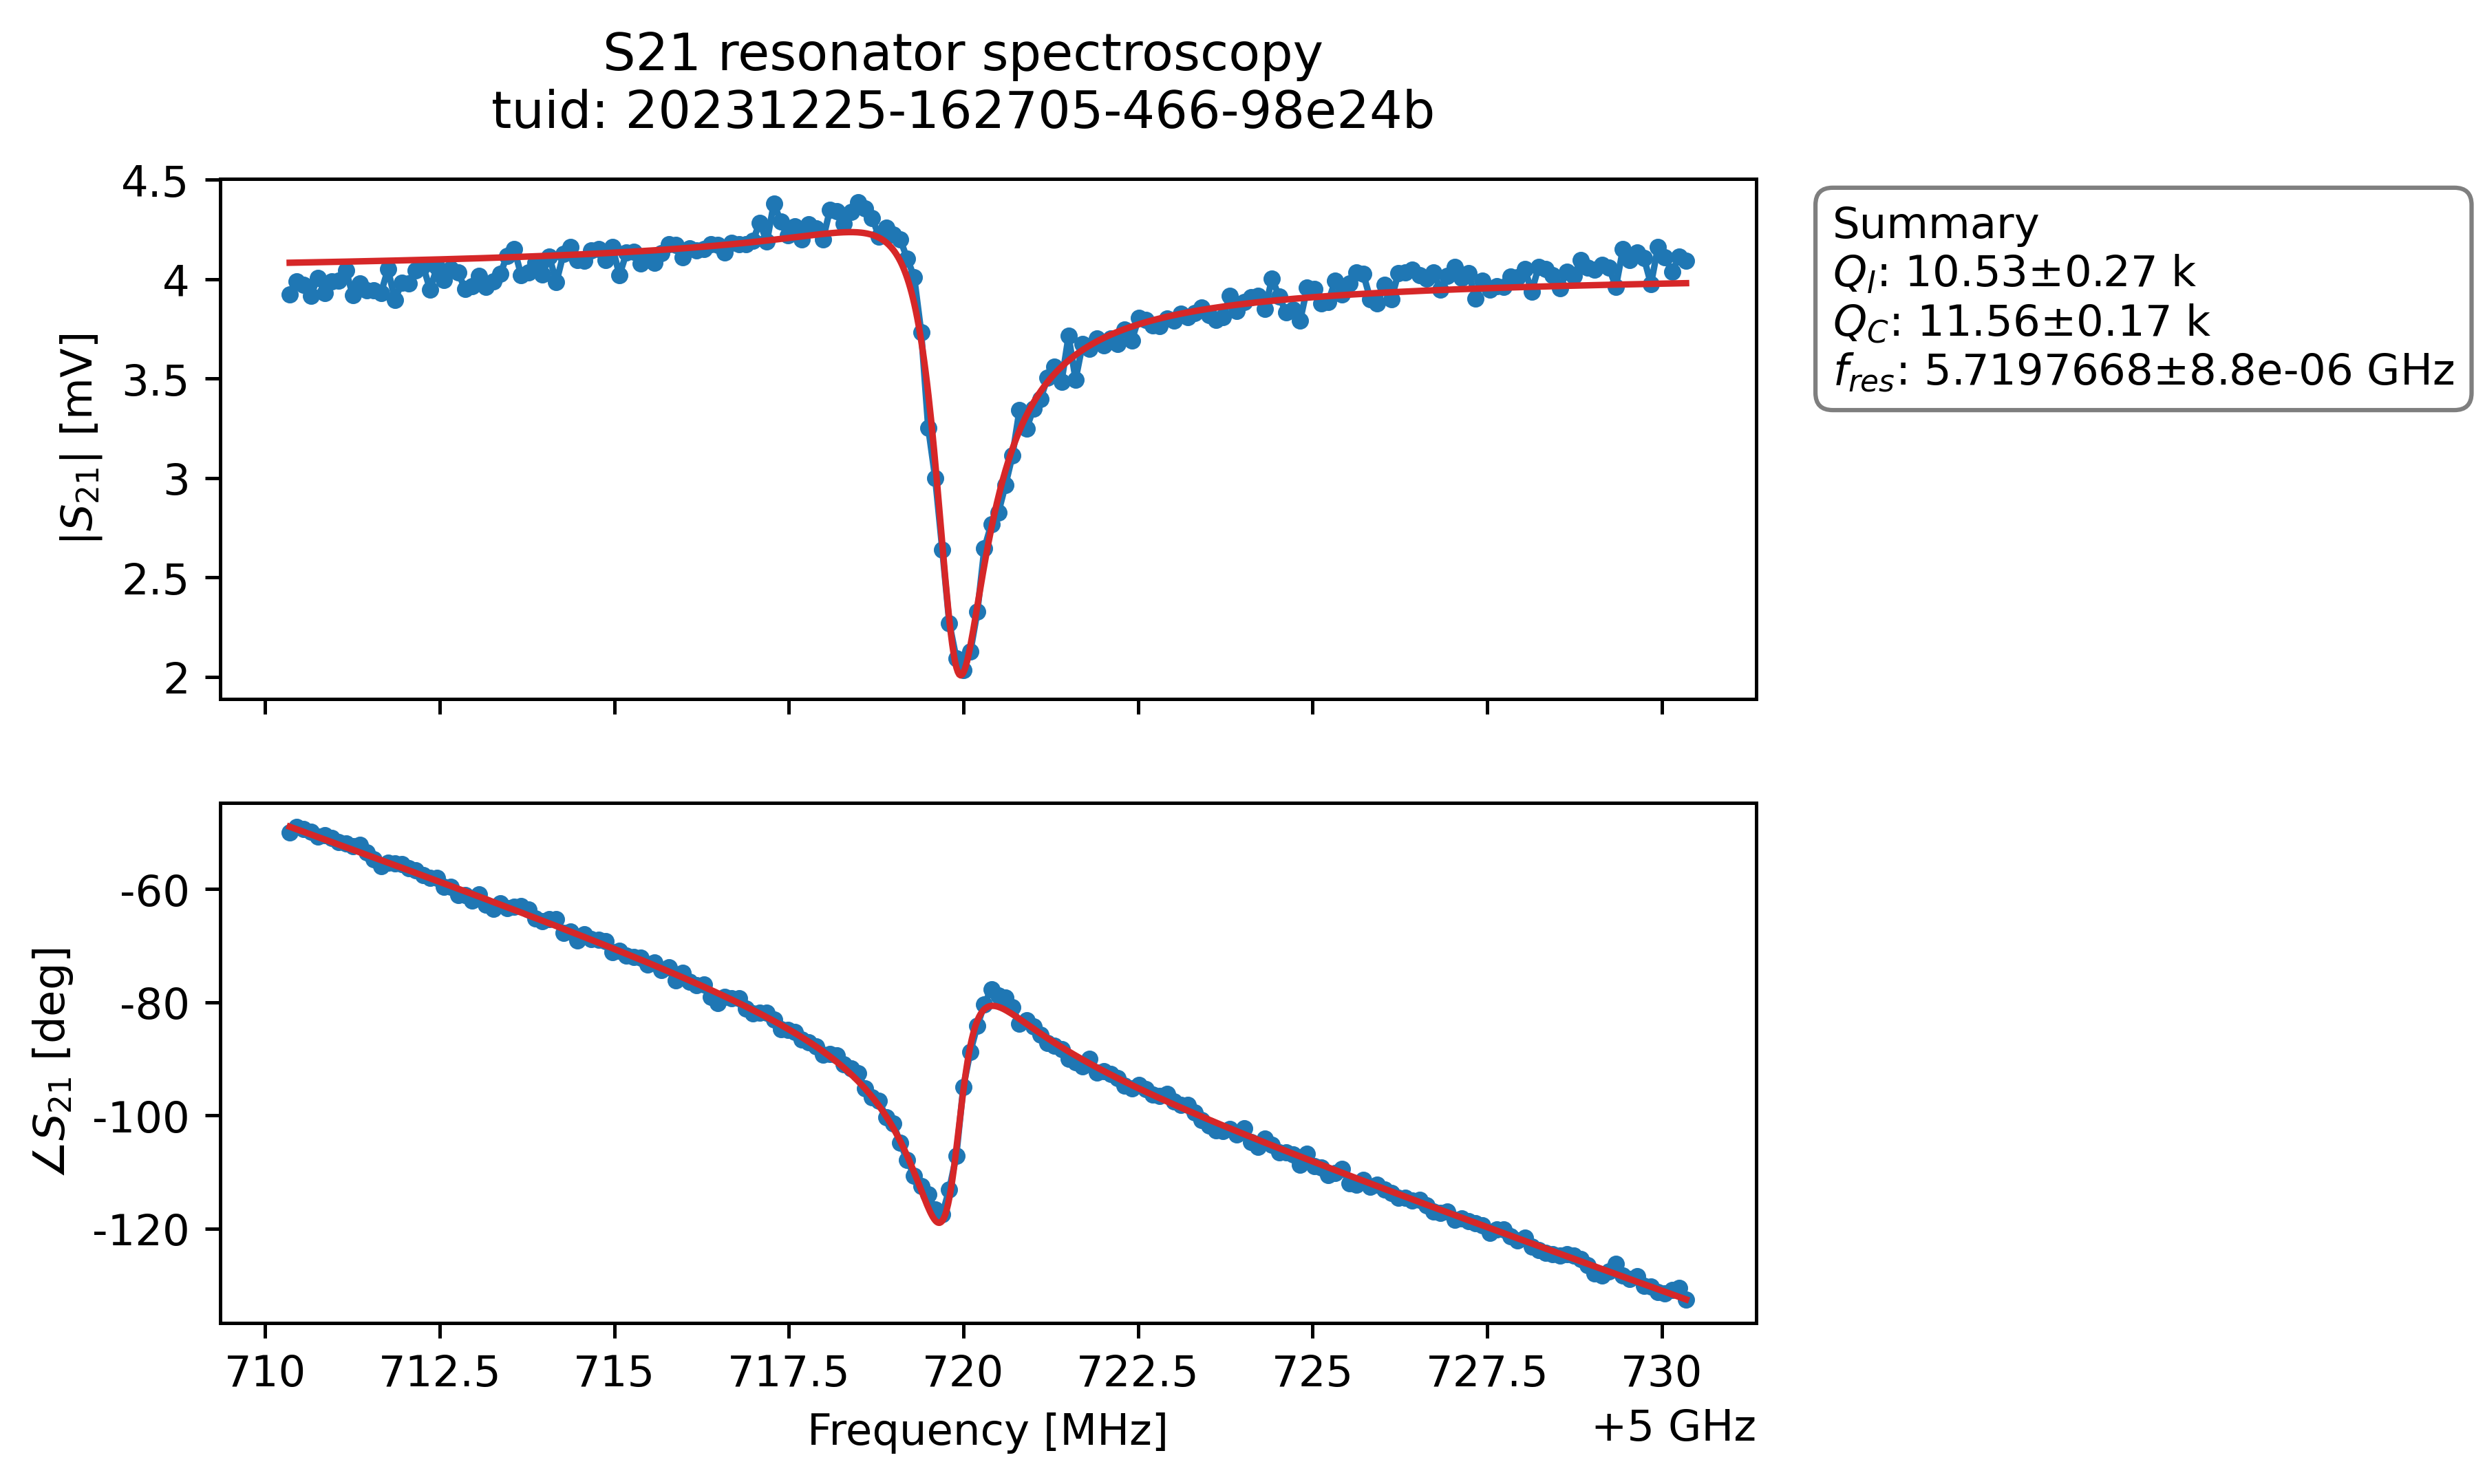 S21 resonator spectroscopy
tuid: 20231225-162705-466-98e24b
4.5
4
3.5
3
2.5
2
|S21| [mV]
Summary
QI: 10.53±0.27 k
QC: 11.56±0.17 k
fres: 5.7197668±8.8e-06 GHz
-60
-80
-100
-120
∠S21 [deg]
710 712.5 715 717.5 720 722.5 725 727.5 730
Frequency [MHz]
+5 GHz